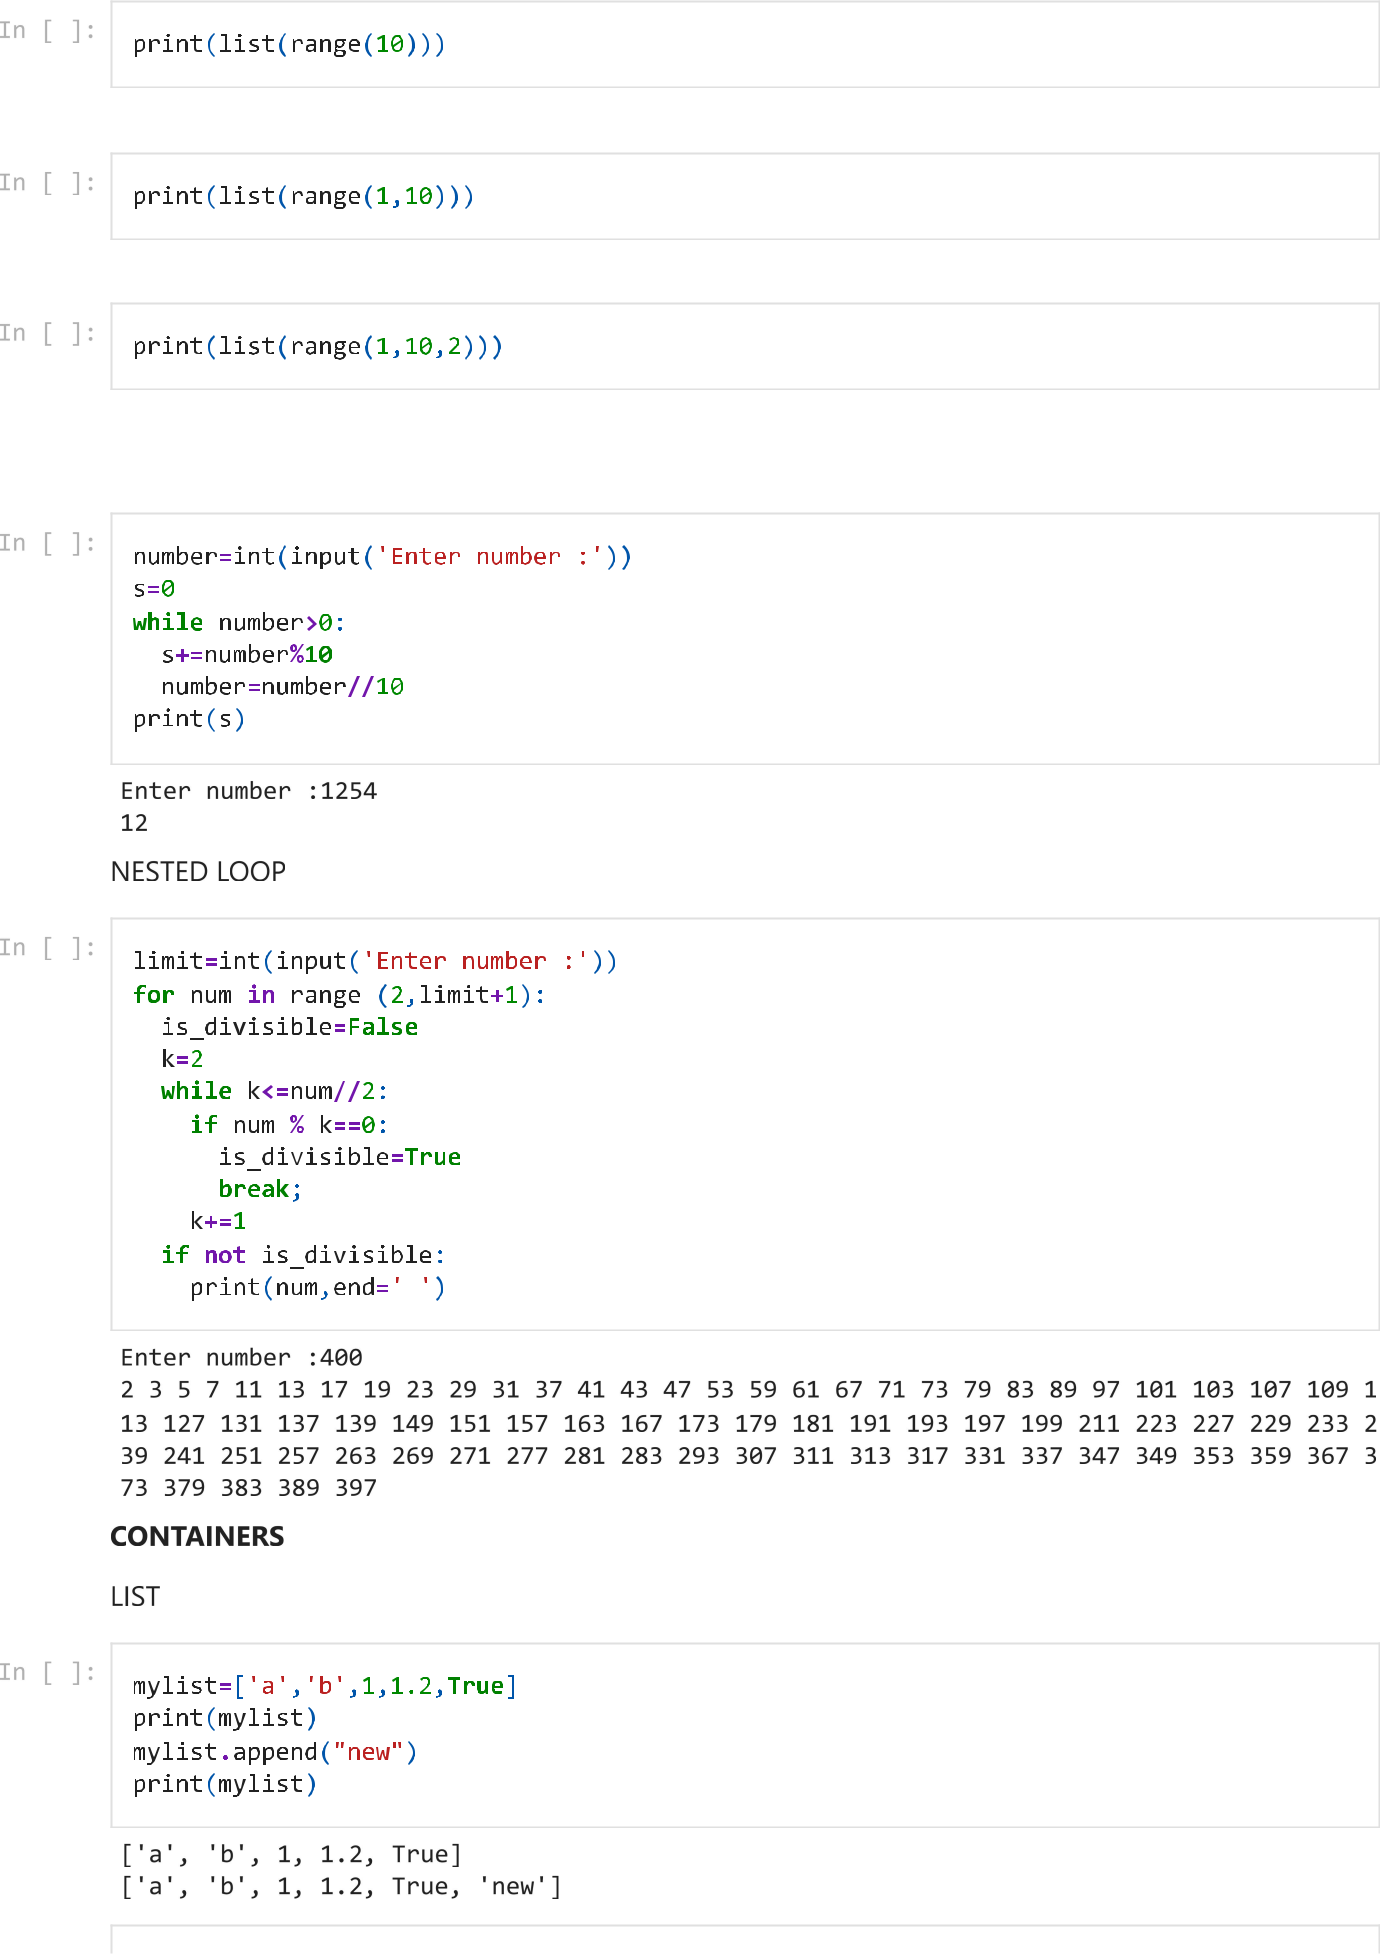 In [ ]:
print(list(range(10)))
In [ ]:
print(list(range(1,10)))
In [ ]:
print(list(range(1,10,2)))
In [ ]:
number=int(input('Enter number :'))
s=0
while number>0:
  s+=number%10
  number=number//10
print(s)
Enter number :1254
12
NESTED LOOP
In [ ]:
limit=int(input('Enter number :'))
for num in range (2,limit+1):
  is_divisible=False
  k=2
  while k<=num//2:
    if num % k==0:
      is_divisible=True
      break;
    k+=1
  if not is_divisible:
    print(num,end=' ')
Enter number :400
2 3 5 7 11 13 17 19 23 29 31 37 41 43 47 53 59 61 67 71 73 79 83 89 97 101 103 107 109 1
13 127 131 137 139 149 151 157 163 167 173 179 181 191 193 197 199 211 223 227 229 233 2
39 241 251 257 263 269 271 277 281 283 293 307 311 313 317 331 337 347 349 353 359 367 3
73 379 383 389 397
CONTAINERS
LIST
In [ ]:
mylist=['a','b',1,1.2,True]
print(mylist)
mylist.append("new")
print(mylist)
['a', 'b', 1, 1.2, True]
['a', 'b', 1, 1.2, True, 'new']